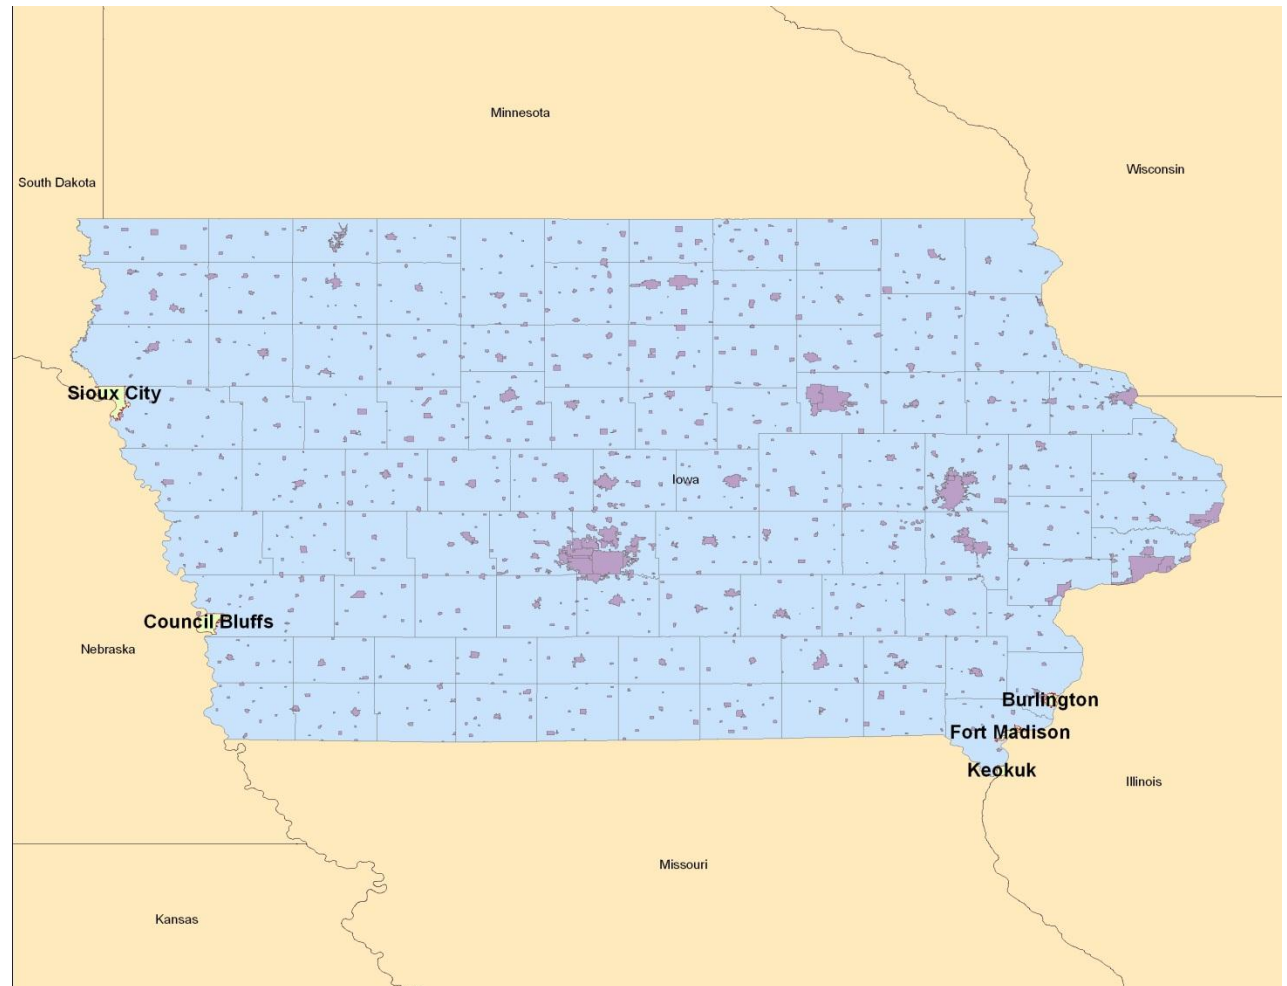 Minnesota
Wisconsin
South Dakota
Sioux City
Iowa
Council Bluffs
Nebraska
Burlington
Fort Madison
Keokuk
Illinois
Missouri
Kansas